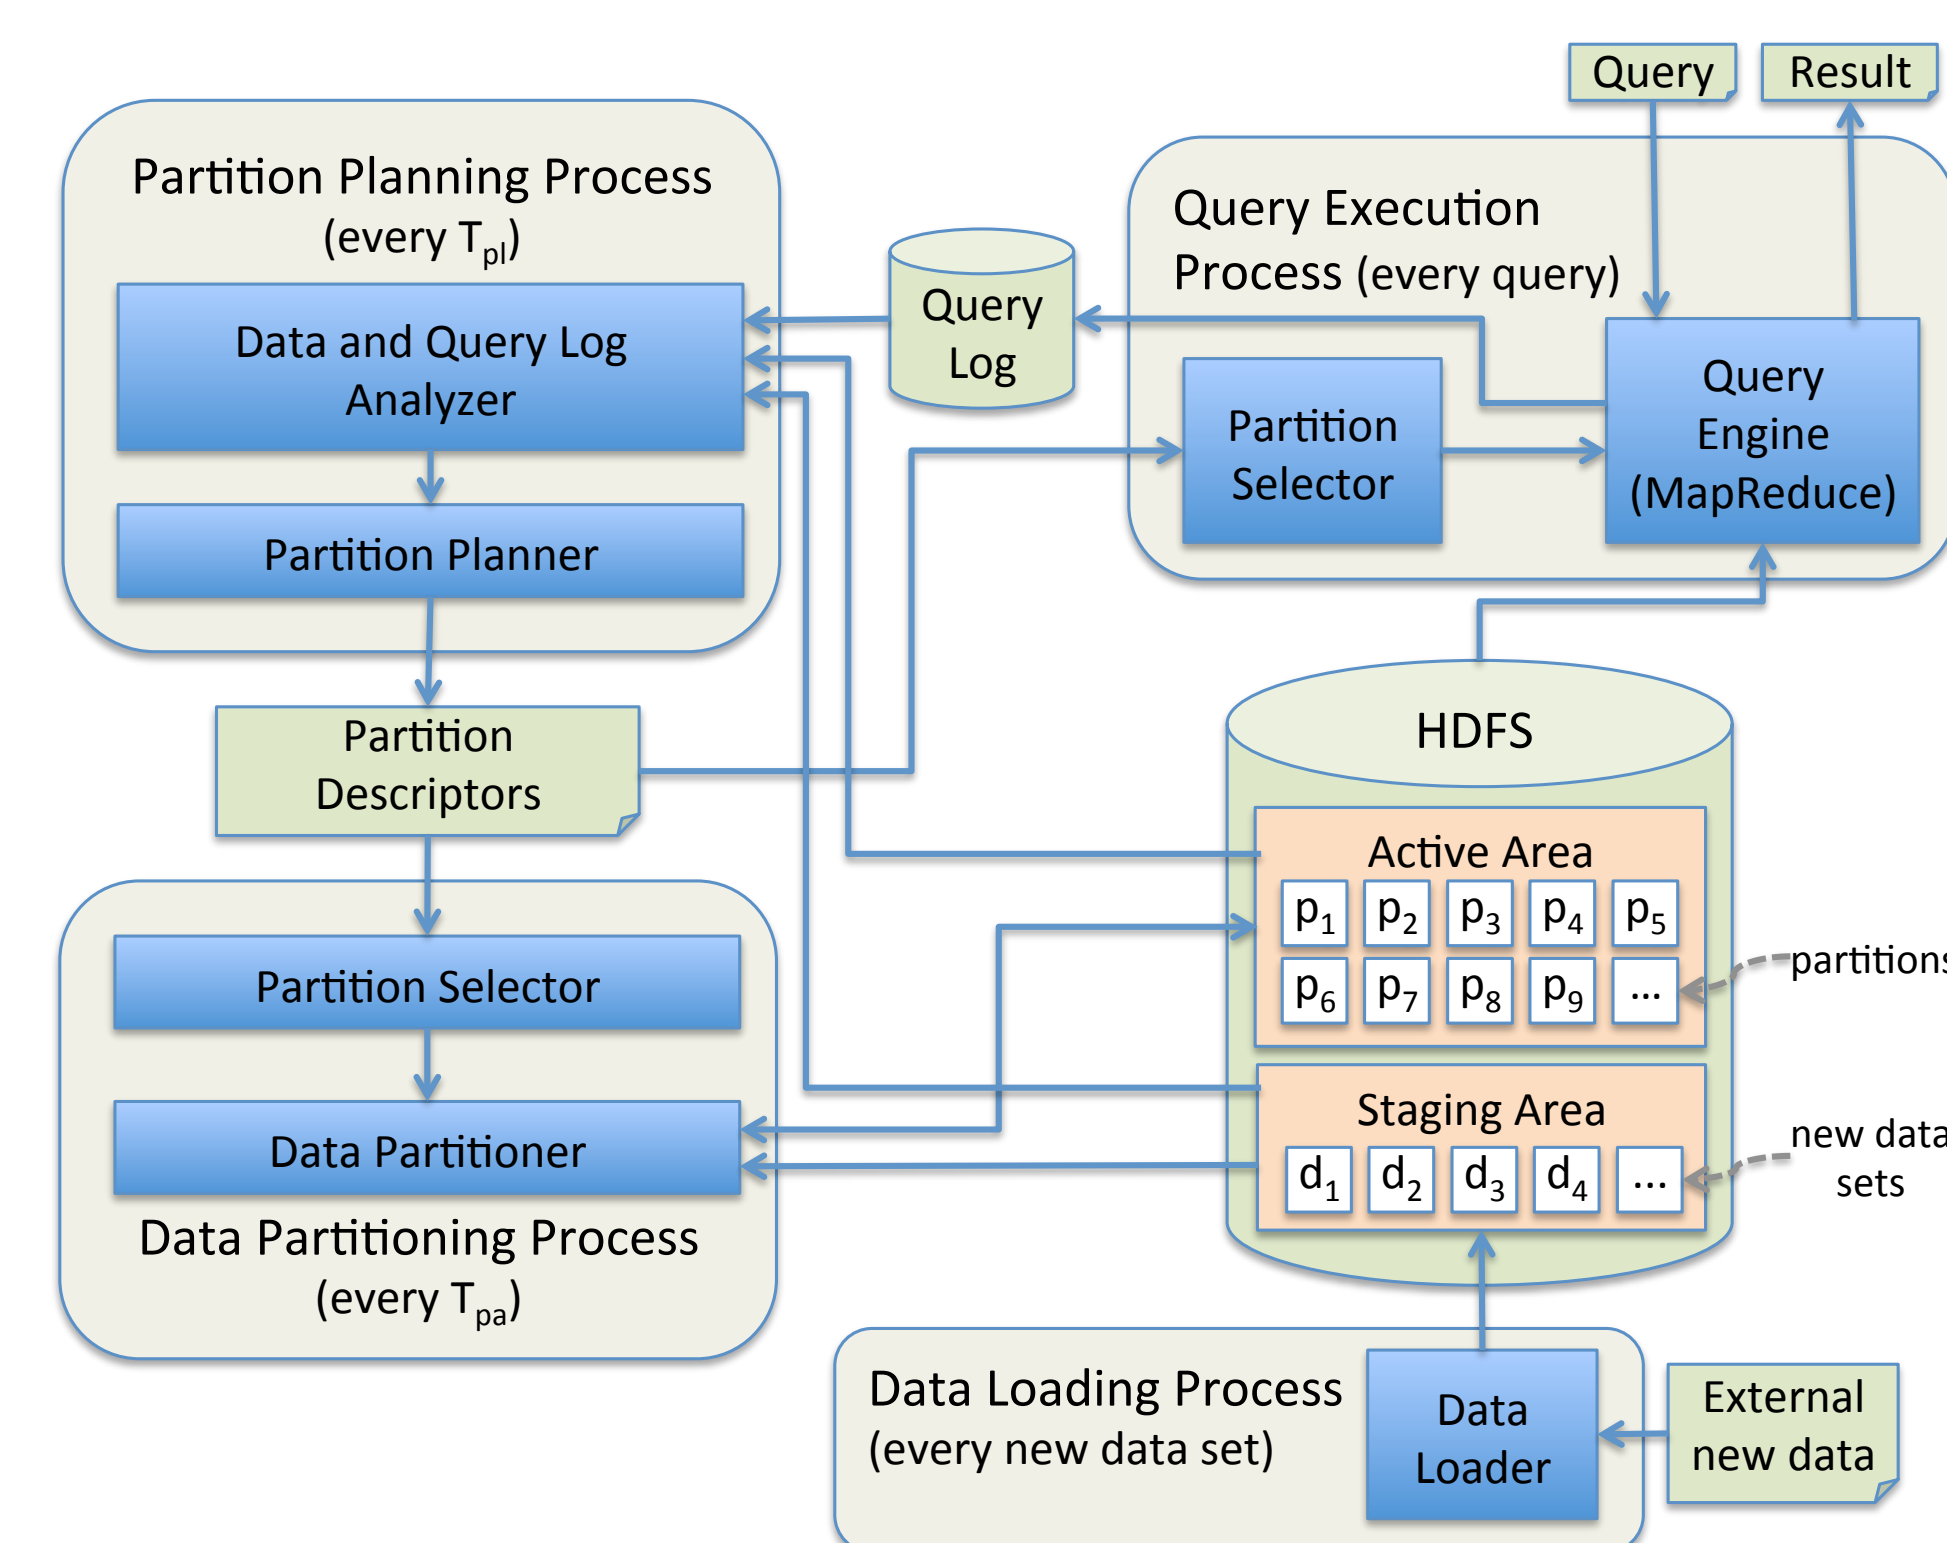 Query
Result
Partition Planning Process
(every Tpl)
Data and Query Log
Analyzer
Partition Planner
Query
Log
Query Execution
Process (every query)
Partition
Selector
Query
Engine
(MapReduce)
Partition
Descriptors
HDFS
Active Area
p1 p2 p3 p4 p5
p6 p7 p8 p9 ...
partitions
Partition Selector
Data Partitioner
Data Partitioning Process
(every Tpa)
Staging Area
d1 d2 d3 d4 ...
new data
sets
Data Loading Process
(every new data set)
Data
Loader
External
new data